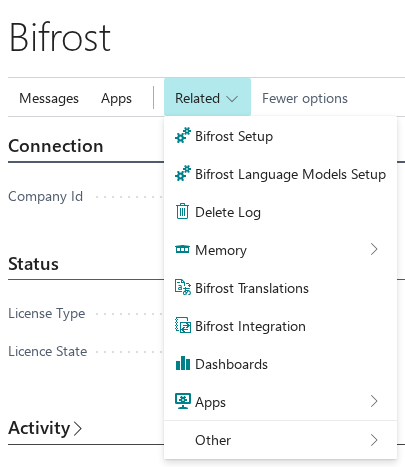 Bifrost
Messages Apps Related Fewer options
Bifrost Setup
Connection
Bifrost Language Models Setup
Company Id
Delete Log
Memory
Status
Bifrost Translations
License Type
Bifrost Integration
Licence State
Dashboards
Apps
Activity
Other